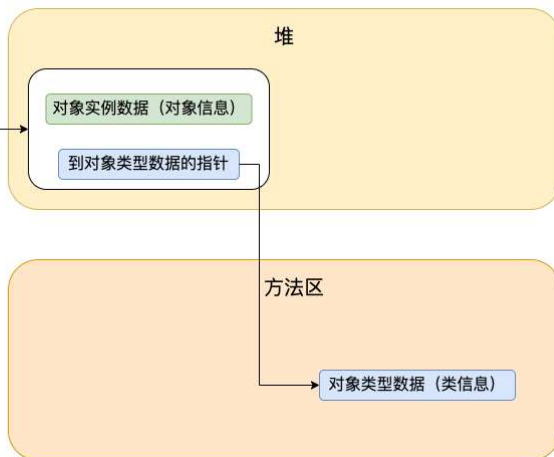 堆
对象实例数据（对象信息）
到对象类型数据的指针
方法区
对象类型数据（类信息）